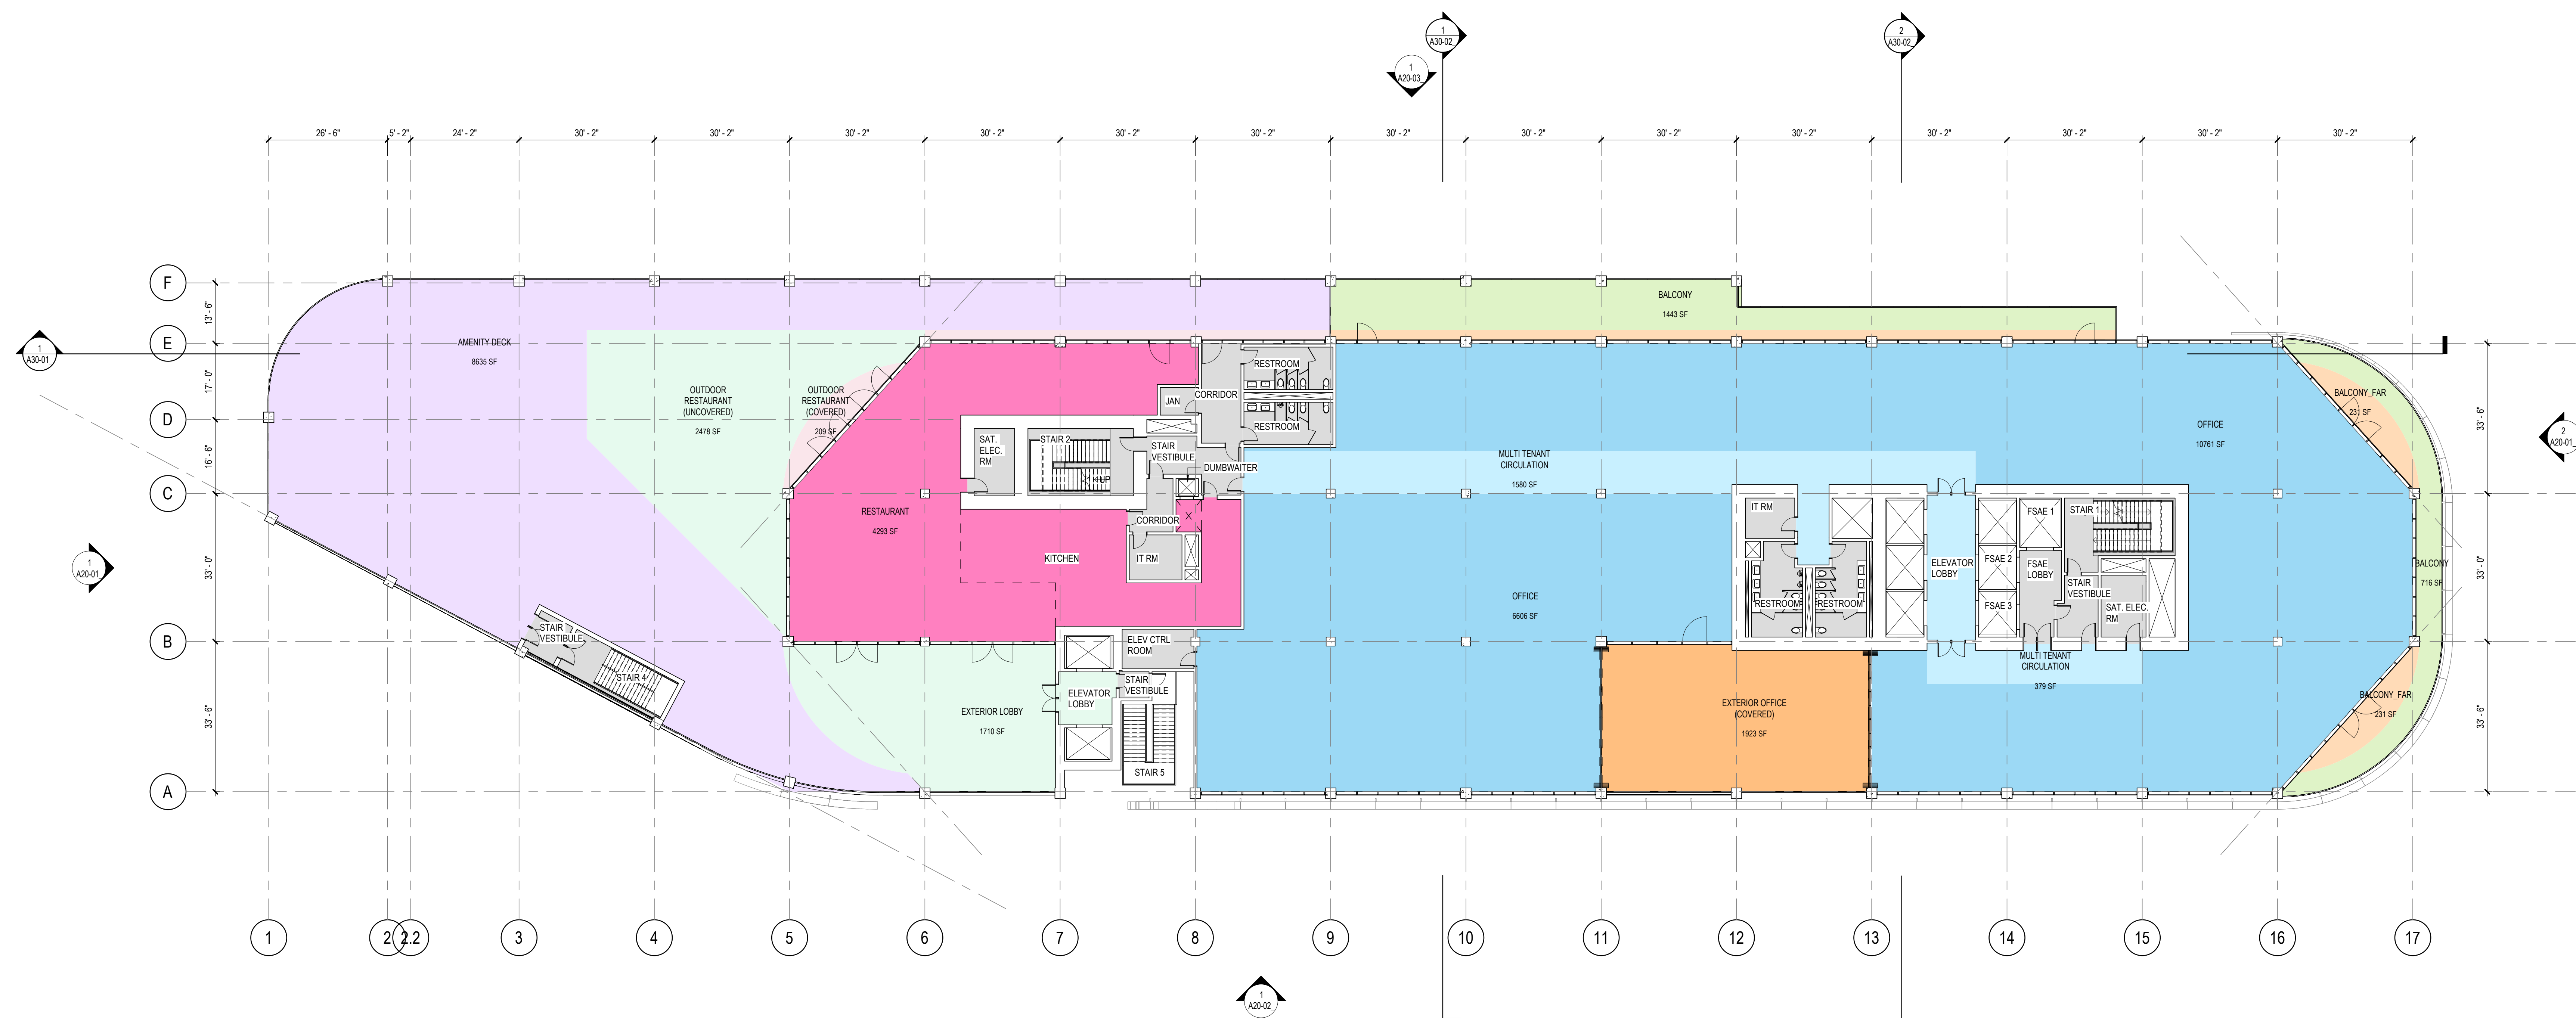 1
A30-02
2
A30-02
1
A20-03
26' - 6"
5' - 2"
24' - 2"
30' - 2"
30' - 2"
30' - 2"
30' - 2"
30' - 2"
30' - 2"
30' - 2"
30' - 2"
30' - 2"
30' - 2"
30' - 2"
30' - 2"
30' - 2"
30' - 2"
F
E
D
C
B
A
13' - 6"
17' - 0"
16' - 6"
33' - 0"
33' - 6"
1
A30-01
1
A20-01
2
A20-01
33' - 6"
33' - 0"
33' - 6"
AMENITY DECK
8635 SF
OUTDOOR
RESTAURANT
(UNCOVERED)
2478 SF
OUTDOOR
RESTAURANT
(COVERED)
209 SF
RESTAURANT
4293 SF
KITCHEN
SAT.
ELEC.
RM
STAIR 2
UP
JAN
CORRIDOR
RESTROOM
RESTROOM
STAIR
VESTIBULE
DUMBWAITER
CORRIDOR
IT RM
BALCONY
1443 SF
MULTI TENANT
CIRCULATION
1580 SF
OFFICE
6606 SF
OFFICE
10761 SF
BALCONY_FAR
231 SF
BALCONY
716 SF
BALCONY_FAR
231 SF
IT RM
RESTROOM
RESTROOM
ELEVATOR
LOBBY
FSAE 1
FSAE 2
FSAE 3
FSAE
LOBBY
STAIR 1
STAIR
VESTIBULE
SAT. ELEC.
RM
MULTI TENANT
CIRCULATION
379 SF
EXTERIOR OFFICE
(COVERED)
1923 SF
STAIR
VESTIBULE
STAIR 4
EXTERIOR LOBBY
1710 SF
ELEV CTRL
ROOM
STAIR
VESTIBULE
ELEVATOR
LOBBY
STAIR 5
1
2
2.2
3
4
5
6
7
8
9
10
11
12
13
14
15
16
17
1
A20-02